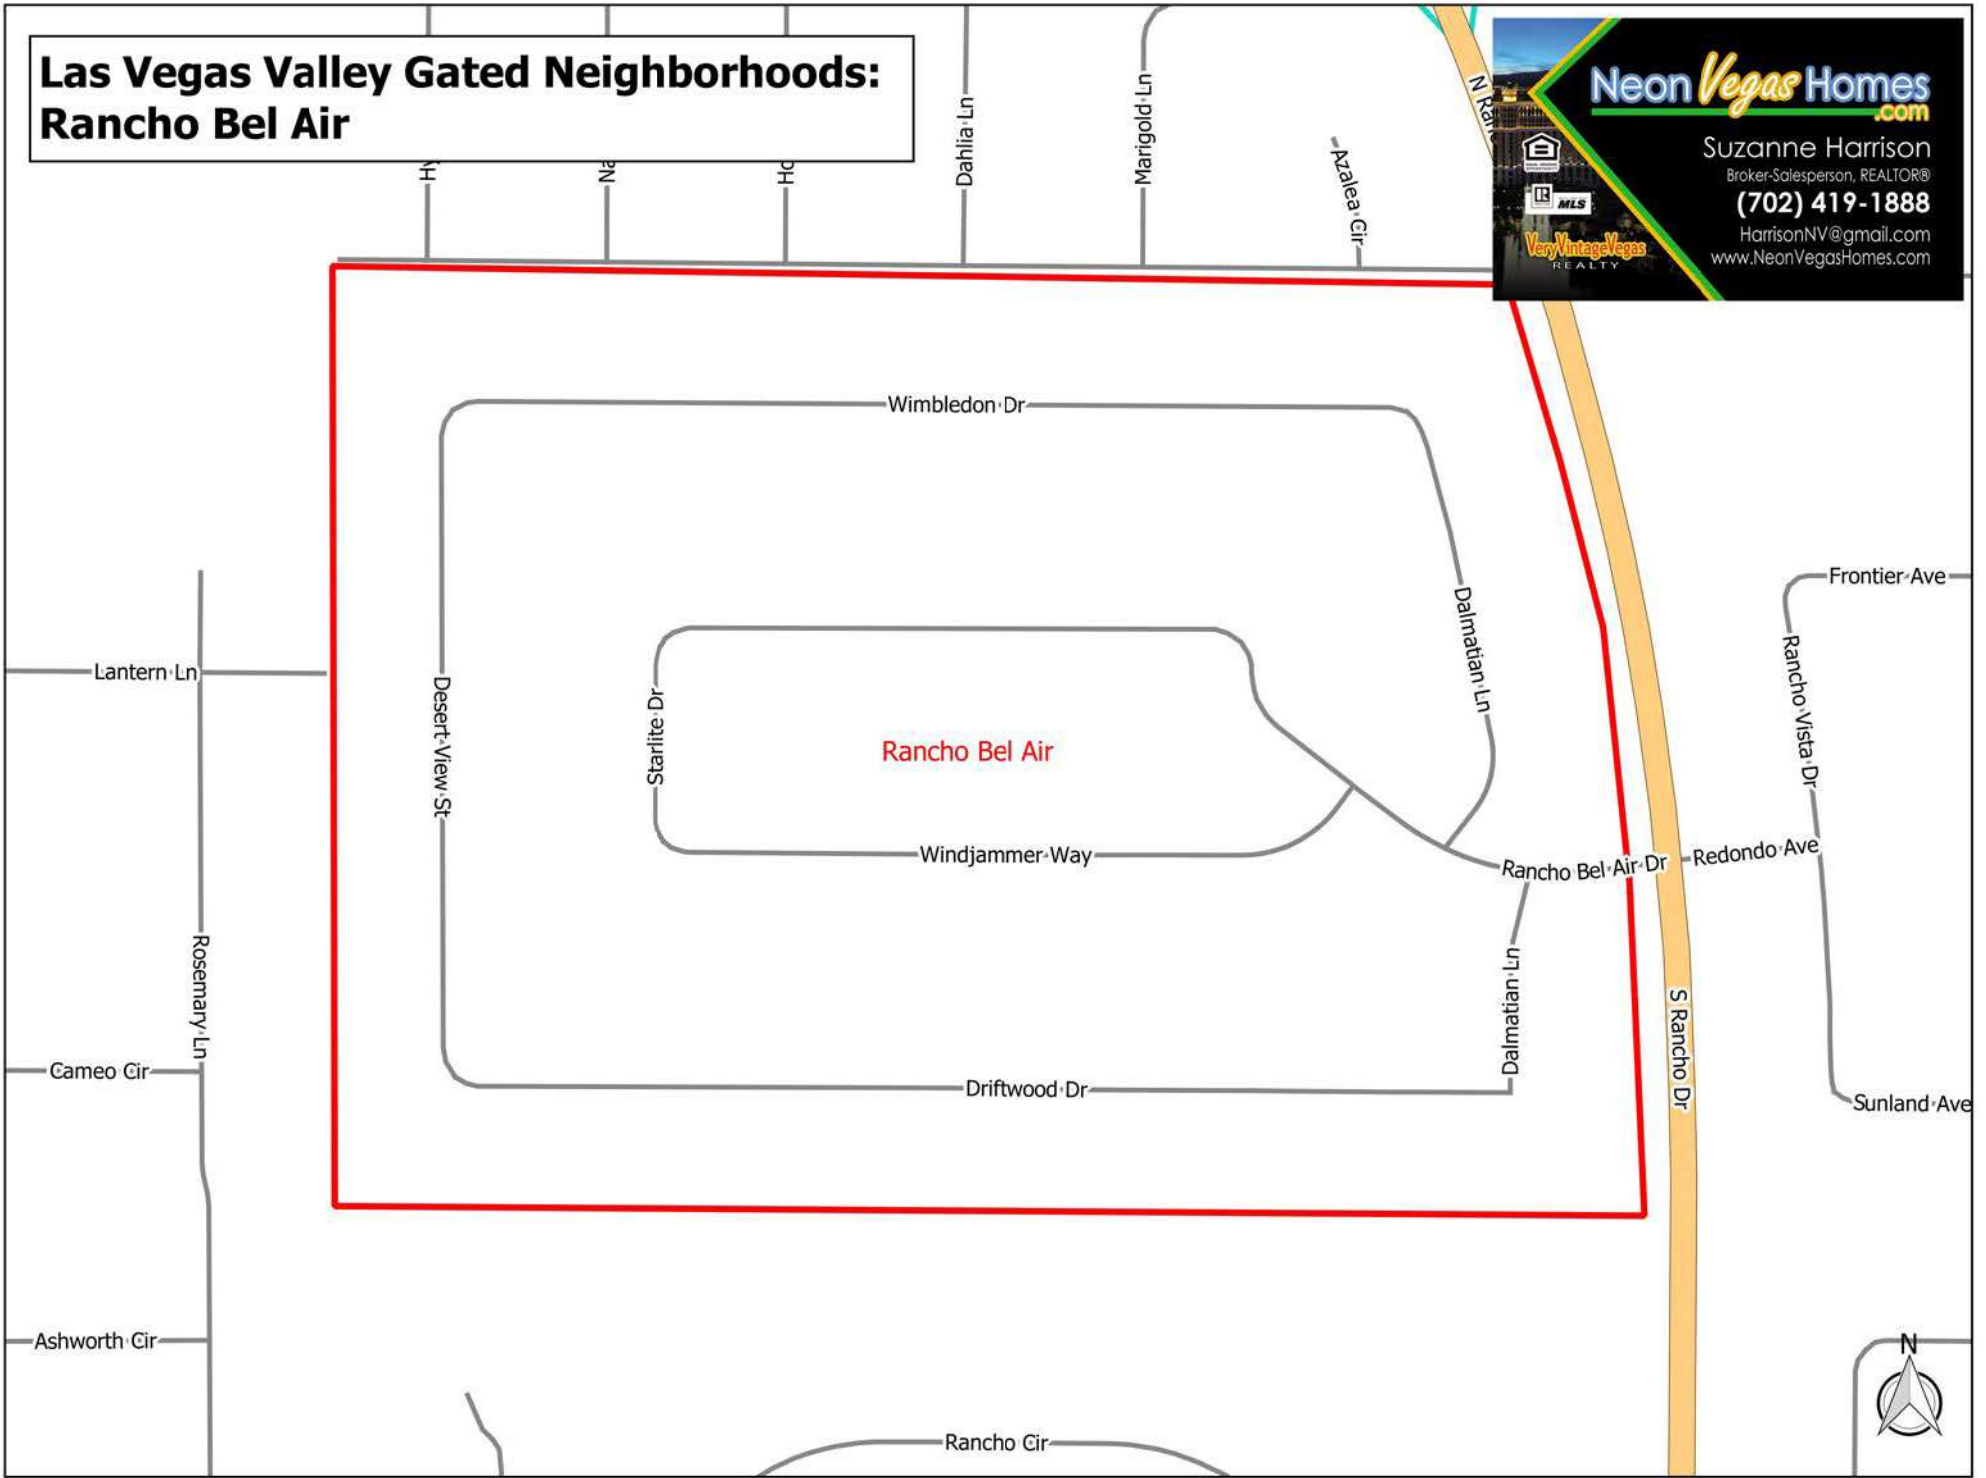 Las Vegas Valley Gated Neighborhoods:
Rancho Bel Air
Neon Vegas Homes
.com
Suzanne Harrison
Broker-Salesperson, REALTOR®
(702) 419-1888
HarrisonNV@gmail.com
www.NeonVegasHomes.com
MLS
VeryVintageVegas
REALTY
Dahlia Ln
Marigold Ln
Azalea Cir
Wimbledon Dr
Frontier Ave
Dalmatian Ln
Rancho Vista Dr
Lantern Ln
Desert View St
Starlite Dr
Rancho Bel Air
Windjammer Way
Rancho Bel Air Dr
Redondo Ave
Rosemary Ln
Dalmatian Ln
S Rancho Dr
Cameo Cir
Driftwood Dr
Sunland Ave
Ashworth Cir
N
Rancho Cir